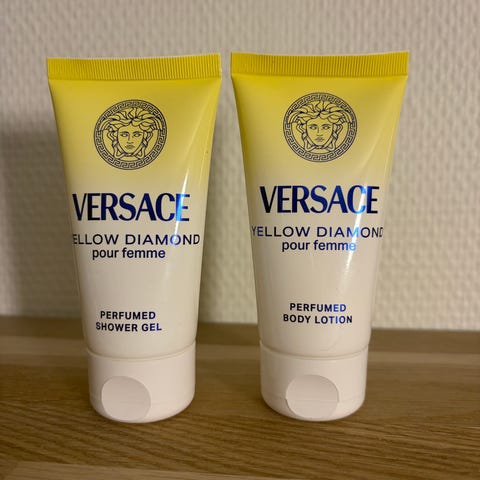 VERSACE
YELLOW DIAMOND
pour femme
PERFUMED
SHOWER GEL
VERSACE
YELLOW DIAMOND
pour femme
PERFUMED
BODY LOTION